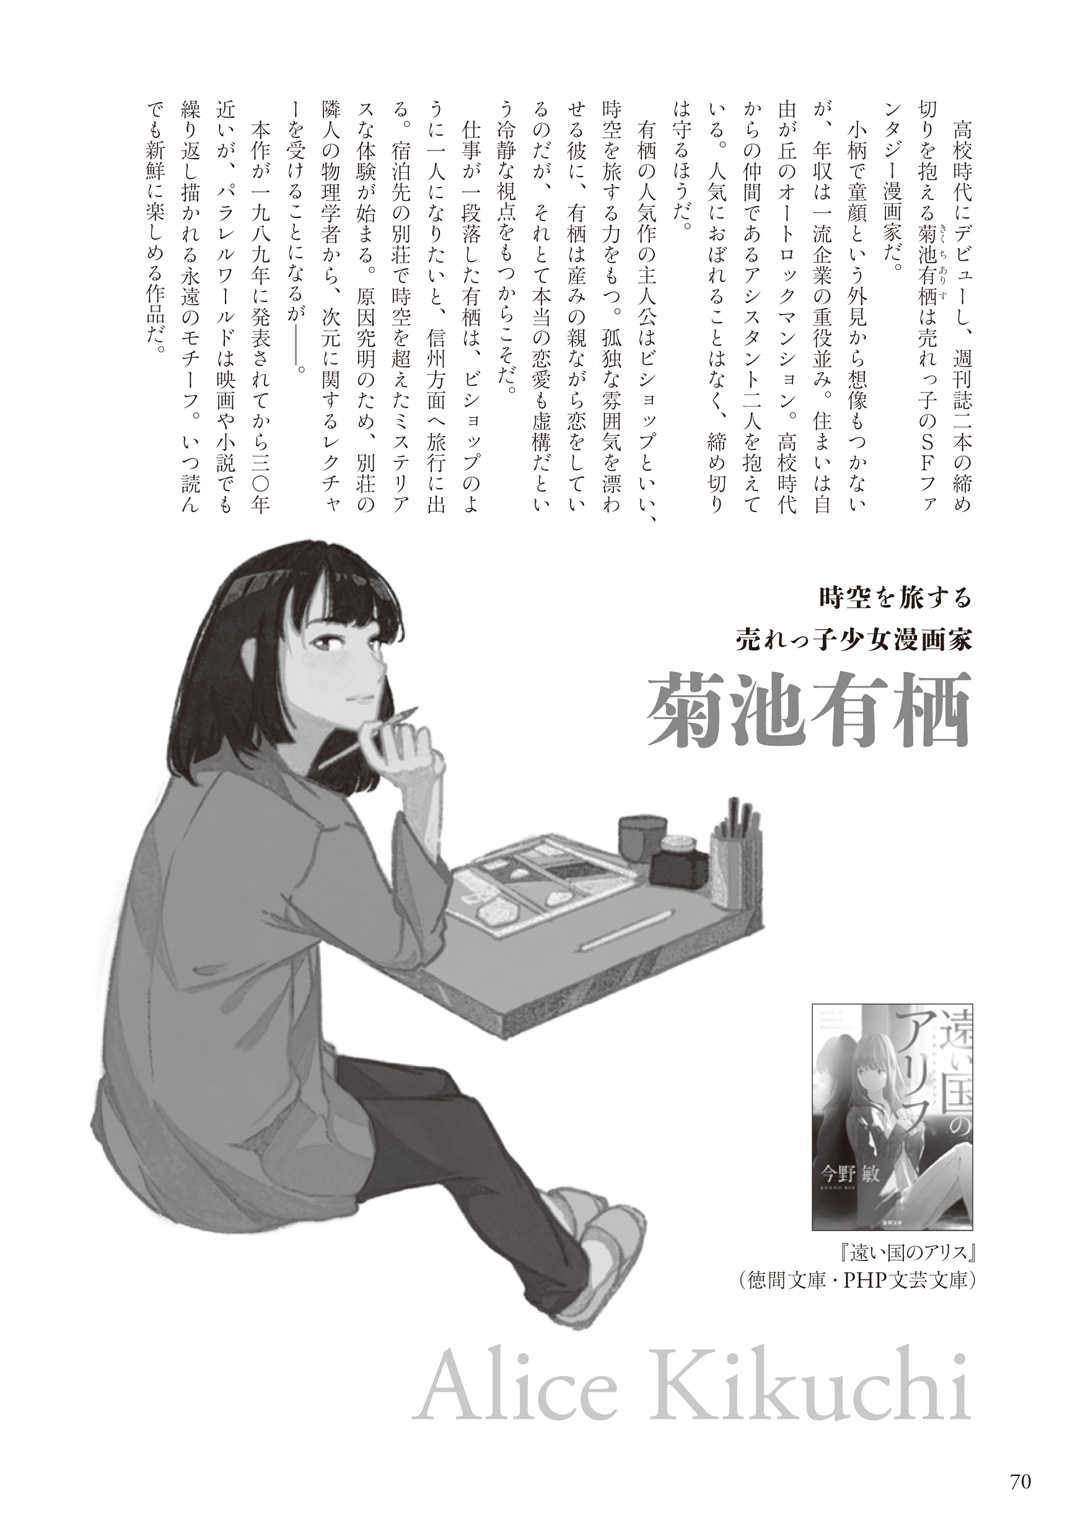 高校時代にデビューし、週刊誌二本の締め
切りを抱える菊池有栖は売れっ子のＳＦファ
きくちありす
ンタジー漫画家だ。
小柄で童顔という外見から想像もつかない
が、年収は一流企業の重役並み。住まいは自
由が丘のオートロックマンション。高校時代
からの仲間であるアシスタント二人を抱えて
いる。人気におぼれることはなく、締め切り
は守るほうだ。
有栖の人気作の主人公はビショップといい、
時空を旅する力をもつ。孤独な雰囲気を漂わ
せる彼に、有栖は産みの親ながら恋をしてい
るのだが、それとて本当の恋愛も虚構だとい
う冷静な視点をもつからこそだ。
仕事が一段落した有栖は、ビショップのよ
うに一人になりたいと、信州方面へ旅行に出
る。宿泊先の別荘で時空を超えたミステリア
スな体験が始まる。原因究明のため、別荘の
隣人の物理学者から、次元に関するレクチャ
ーを受けることになるが――。
本作が一九八九年に発表されてから三〇年
近いが、パラレルワールドは映画や小説でも
繰り返し描かれる永遠のモチーフ。いつ読ん
でも新鮮に楽しめる作品だ。
時空を旅する
売れっ子少女漫画家
菊池有栖
遠い国の
アリス
今野 敏
徳間文庫
『遠い国のアリス』
（徳間文庫・PHP文芸文庫）
Alice Kikuchi
70